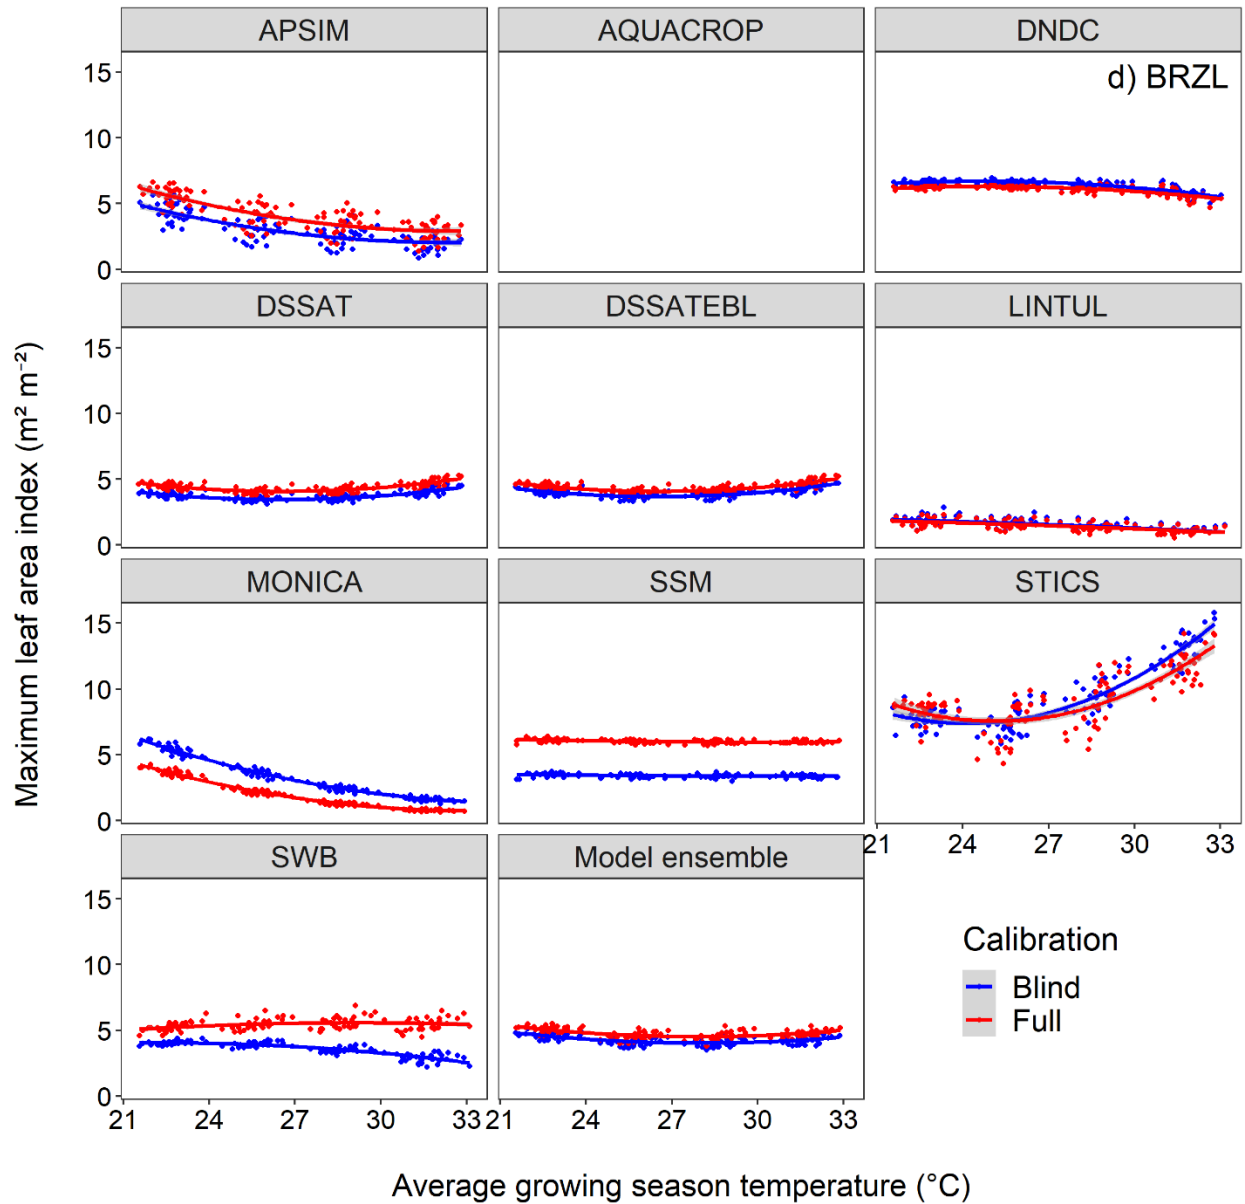 APSIM AQUACROP DNDC
d) BRZL
15
10
5
0
DSSAT DSSATEBL LINTUL
15
10
5
0
MONICA SSM STICS
15
10
5
0
21 24 27 30 33
SWB Model ensemble
15
10
5
0
21 24 27 30 33 21 24 27 30 33
Calibration
Blind
Full
Maximum leaf area index (m² m⁻²)
Average growing season temperature (°C)